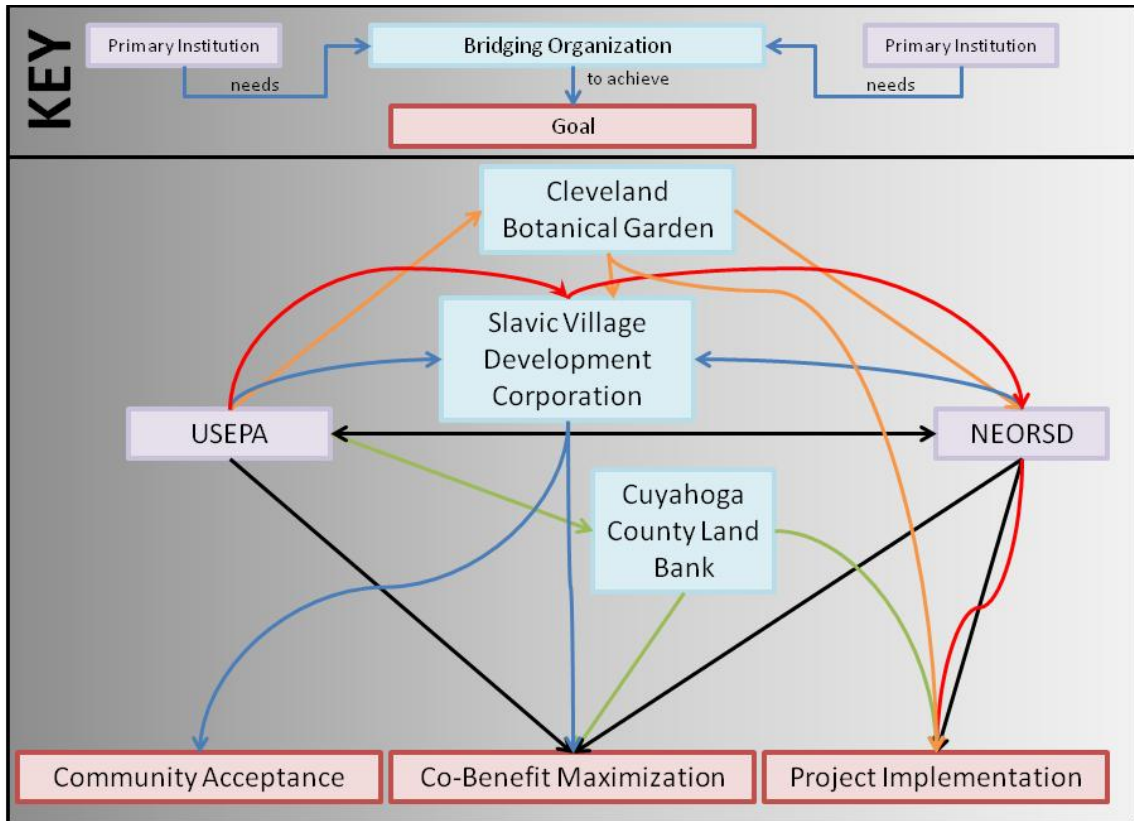 KEY
Primary Institution
Bridging Organization
Primary Institution
needs
to achieve
needs
Goal
Cleveland
Botanical Garden
Slavic Village
Development
Corporation
USEPA
NEORSD
Cuyahoga
County Land
Bank
Community Acceptance
Co-Benefit Maximization
Project Implementation